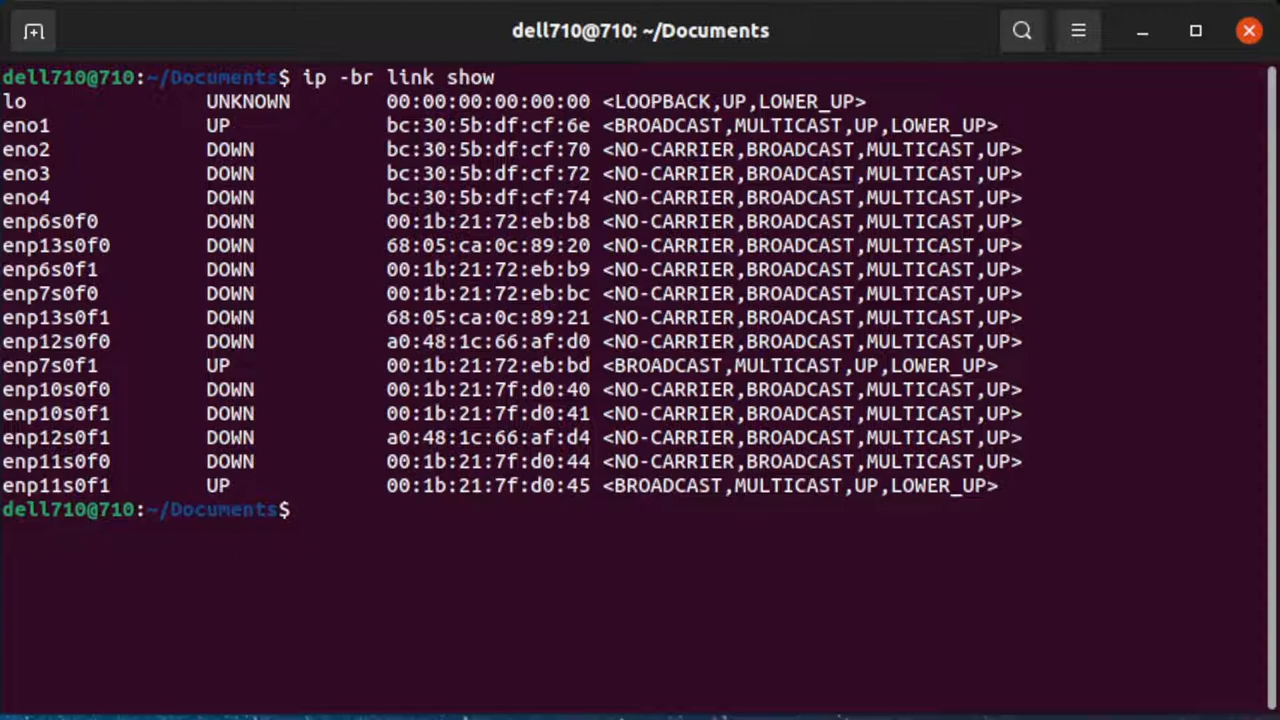 dell710@710: ~/Documents
dell710@710:~/Documents$ ip -br link show
lo UNKNOWN 00:00:00:00:00:00 <LOOPBACK,UP,LOWER_UP>
eno1 UP bc:30:5b:df:cf:6e <BROADCAST,MULTICAST,UP,LOWER_UP>
eno2 DOWN bc:30:5b:df:cf:70 <NO-CARRIER,BROADCAST,MULTICAST,UP>
eno3 DOWN bc:30:5b:df:cf:72 <NO-CARRIER,BROADCAST,MULTICAST,UP>
eno4 DOWN bc:30:5b:df:cf:74 <NO-CARRIER,BROADCAST,MULTICAST,UP>
enp6s0f0 DOWN 00:1b:21:72:eb:b8 <NO-CARRIER,BROADCAST,MULTICAST,UP>
enp13s0f0 DOWN 68:05:ca:0c:89:20 <NO-CARRIER,BROADCAST,MULTICAST,UP>
enp6s0f1 DOWN 00:1b:21:72:eb:b9 <NO-CARRIER,BROADCAST,MULTICAST,UP>
enp7s0f0 DOWN 00:1b:21:72:eb:bc <NO-CARRIER,BROADCAST,MULTICAST,UP>
enp13s0f1 DOWN 68:05:ca:0c:89:21 <NO-CARRIER,BROADCAST,MULTICAST,UP>
enp12s0f0 DOWN a0:48:1c:66:af:d0 <NO-CARRIER,BROADCAST,MULTICAST,UP>
enp7s0f1 UP 00:1b:21:72:eb:bd <BROADCAST,MULTICAST,UP,LOWER_UP>
enp10s0f0 DOWN 00:1b:21:7f:d0:40 <NO-CARRIER,BROADCAST,MULTICAST,UP>
enp10s0f1 DOWN 00:1b:21:7f:d0:41 <NO-CARRIER,BROADCAST,MULTICAST,UP>
enp12s0f1 DOWN a0:48:1c:66:af:d4 <NO-CARRIER,BROADCAST,MULTICAST,UP>
enp11s0f0 DOWN 00:1b:21:7f:d0:44 <NO-CARRIER,BROADCAST,MULTICAST,UP>
enp11s0f1 UP 00:1b:21:7f:d0:45 <BROADCAST,MULTICAST,UP,LOWER_UP>
dell710@710:~/Documents$